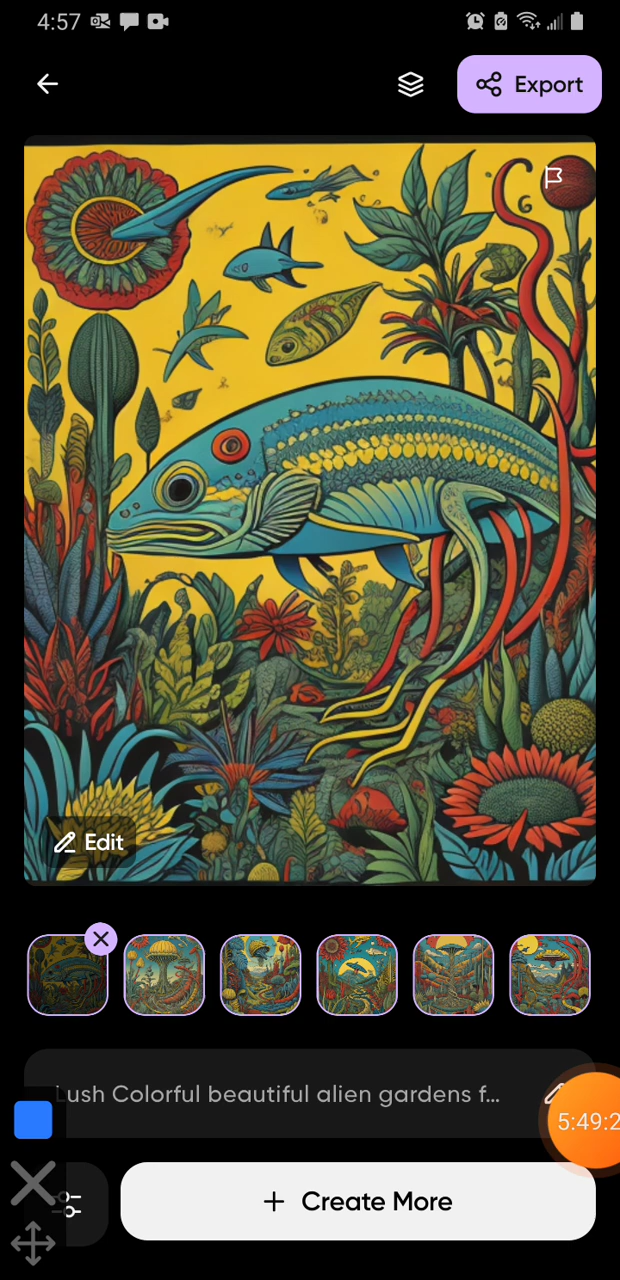 4:57
Export
Edit
Lush Colorful beautiful alien gardens f...
5:49:2
+ Create More